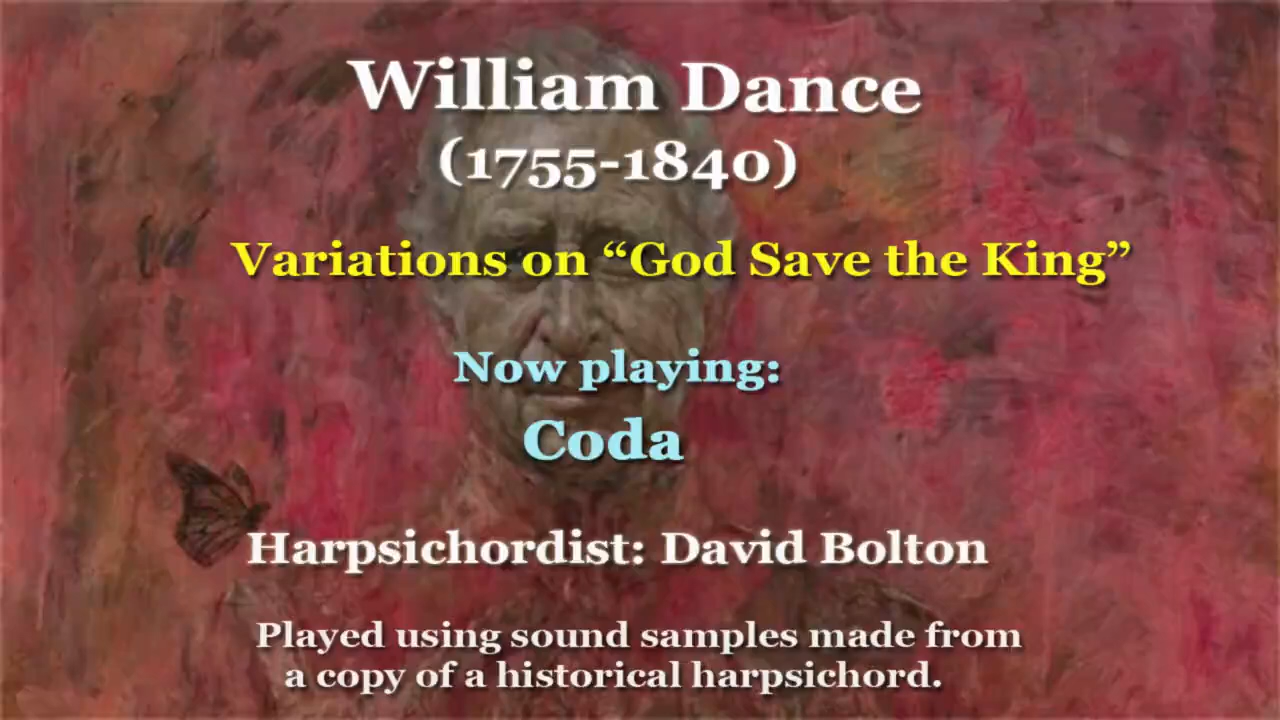 William Dance
(1755-1840)
Variations on “God Save the King”
Now playing:
Coda
Harpsichordist: David Bolton
Played using sound samples made from
a copy of a historical harpsichord.